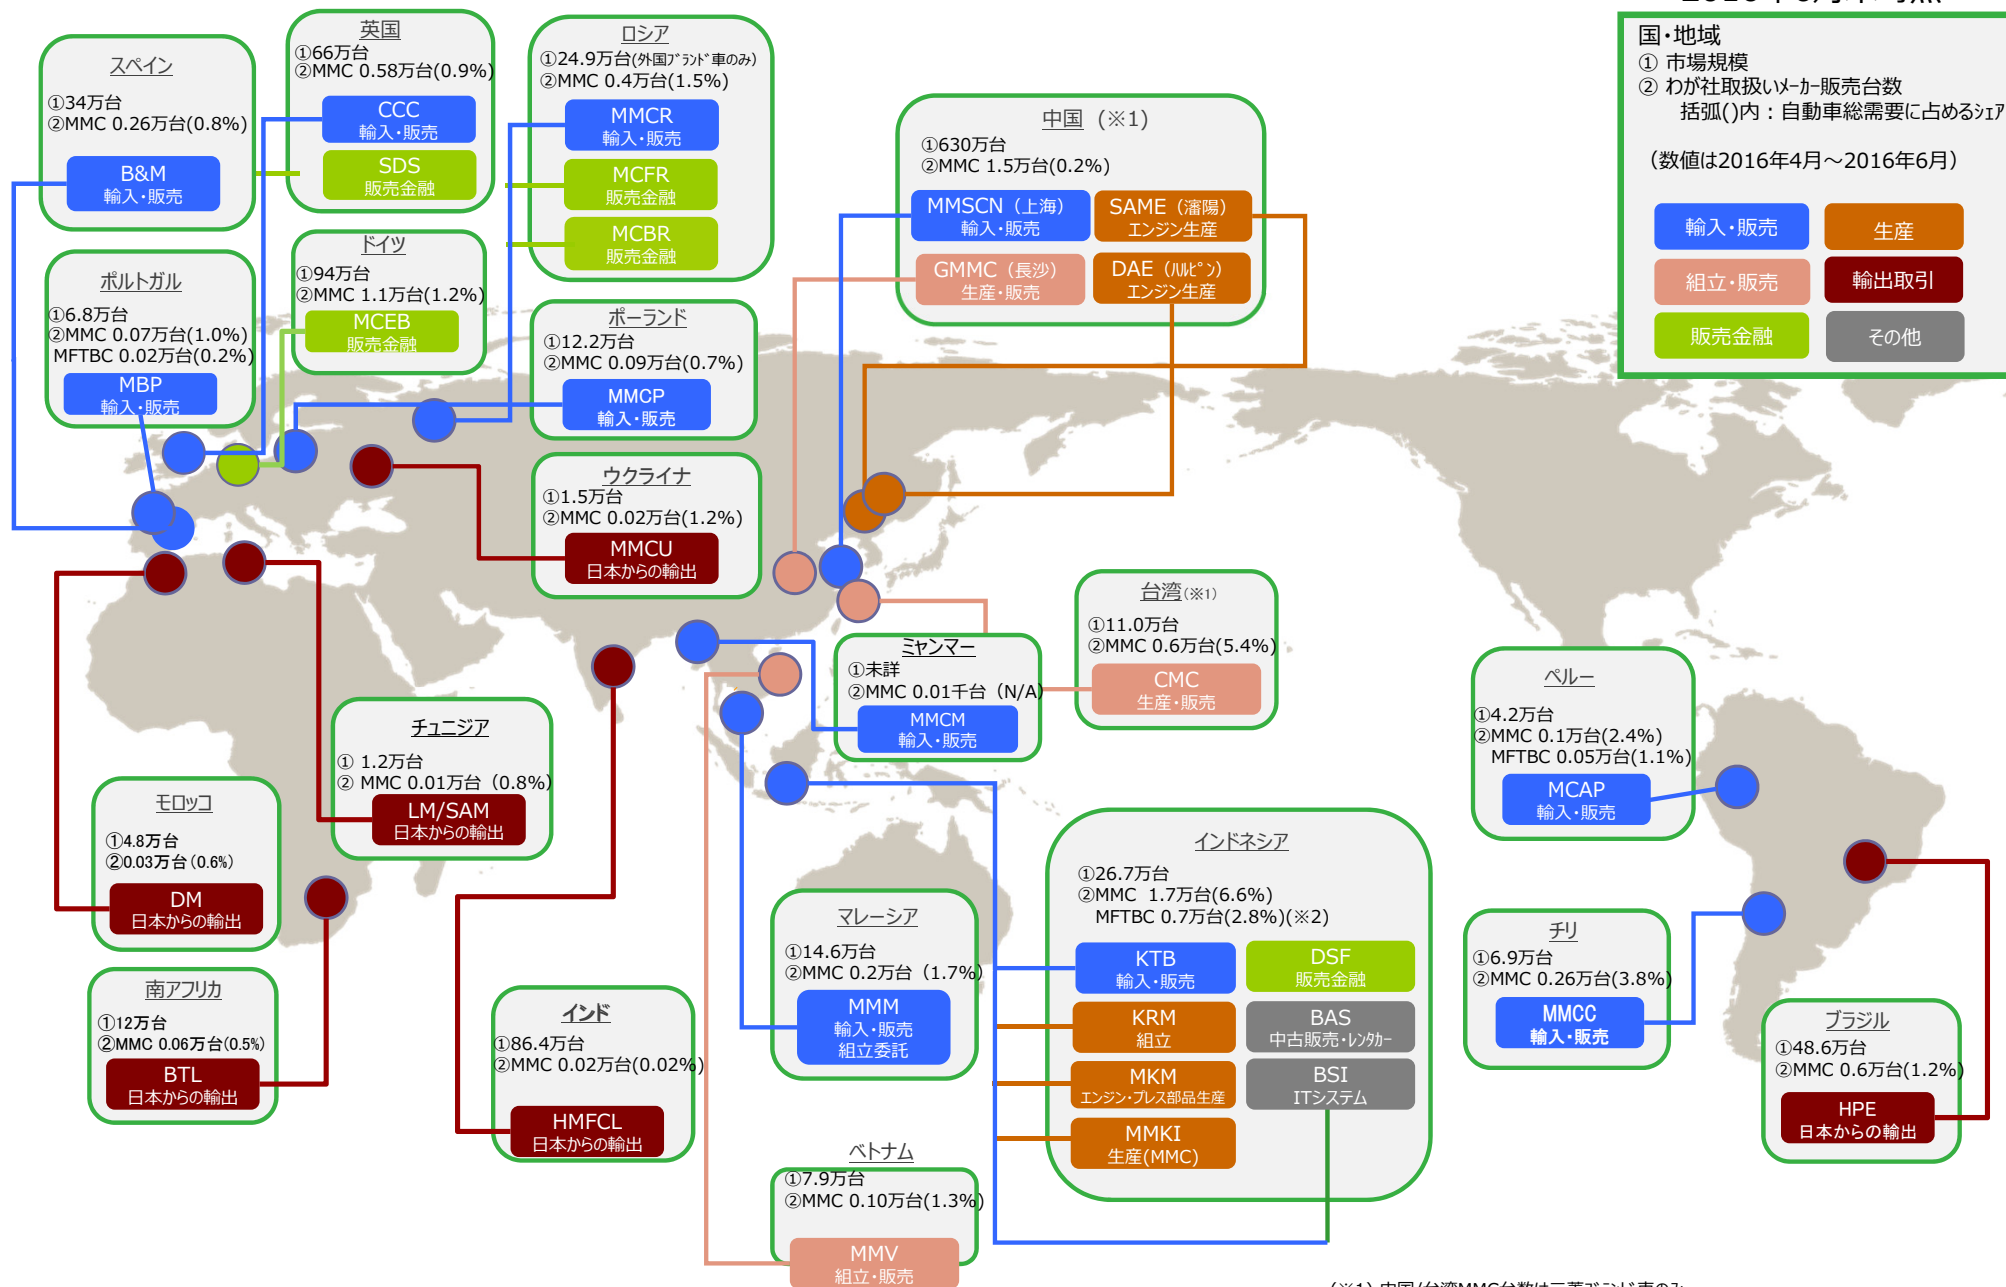 国・地域
① 市場規模
② わが社取扱いメーカー販売台数
括弧()内：自動車総需要に占めるシェア
（数値は2016年4月～2016年6月）
輸入・販売
生産
組立・販売
輸出取引
販売金融
その他
スペイン
①34万台
②MMC 0.26万台(0.8%)
B&M
輸入・販売
英国
①66万台
②MMC 0.58万台(0.9%)
CCC
輸入・販売
SDS
販売金融
ロシア
①24.9万台(外国ブランド車のみ)
②MMC 0.4万台(1.5%)
MMCR
輸入・販売
MCFR
販売金融
MCBR
販売金融
中国 (※1)
①630万台
②MMC 1.5万台(0.2%)
MMSCN（上海）
輸入・販売
SAME（瀋陽）
エンジン生産
GMMC（長沙）
生産・販売
DAE（ハルピン）
エンジン生産
ポルトガル
①6.8万台
②MMC 0.07万台(1.0%)
MFTBC 0.02万台(0.2%)
MBP
輸入・販売
ドイツ
①94万台
②MMC 1.1万台(1.2%)
MCEB
販売金融
ポーランド
①12.2万台
②MMC 0.09万台(0.7%)
MMCP
輸入・販売
ウクライナ
①1.5万台
②MMC 0.02万台(1.2%)
MMCU
日本からの輸出
台湾(※1)
①11.0万台
②MMC 0.6万台(5.4%)
CMC
生産・販売
ミャンマー
①未詳
②MMC 0.01千台（N/A）
MMCM
輸入・販売
ペルー
①4.2万台
②MMC 0.1万台(2.4%)
MFTBC 0.05万台(1.1%)
MCAP
輸入・販売
チュニジア
① 1.2万台
② MMC 0.01万台（0.8%）
LM/SAM
日本からの輸出
モロッコ
①4.8万台
②0.03万台(0.6%)
DM
日本からの輸出
南アフリカ
①12万台
②MMC 0.06万台(0.5%)
BTL
日本からの輸出
インド
①86.4万台
②MMC 0.02万台(0.02%)
HMFCL
日本からの輸出
マレーシア
①14.6万台
②MMC 0.2万台（1.7%）
MMM
輸入・販売
組立委託
インドネシア
①26.7万台
②MMC 1.7万台(6.6%)
MFTBC 0.7万台(2.8%)(※2)
KTB
輸入・販売
DSF
販売金融
KRM
組立
BAS
中古販売・レンタカー
MKM
エンジン・プレス部品生産
BSI
ITシステム
MMKI
生産(MMC)
チリ
①6.9万台
②MMC 0.26万台(3.8%)
MMCC
輸入・販売
ブラジル
①48.6万台
②MMC 0.6万台(1.2%)
HPE
日本からの輸出
ベトナム
①7.9万台
②MMC 0.10万台(1.3%)
MMV
組立・販売
(※1) 中国/台湾MMC台数は三菱ブランド車のみ